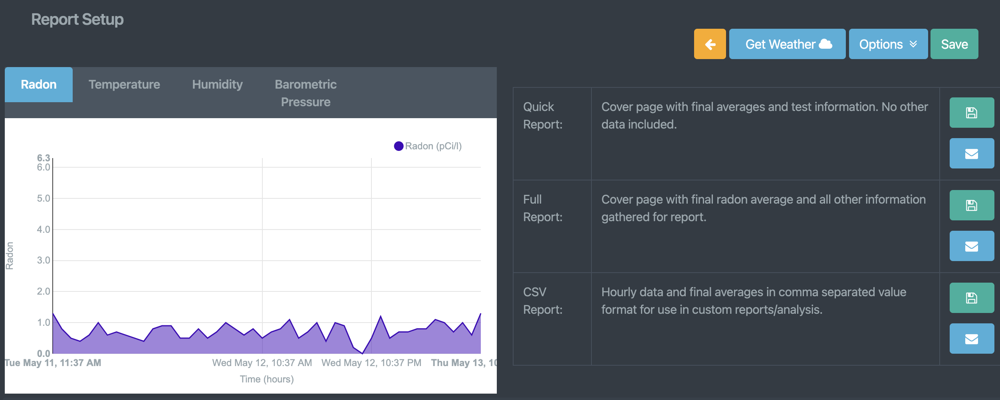 Report Setup
Get Weather
Options
Save
Radon
Temperature
Humidity
Barometric
Pressure
Radon (pCi/l)
6.3
6.0
5.0
4.0
3.0
2.0
1.0
0.0
Radon
Tue May 11, 11:37 AM
Wed May 12, 10:37 AM
Wed May 12, 10:37 PM
Thu May 13, 10
Time (hours)
Quick
Report:
Cover page with final averages and test information. No other
data included.
Full
Report:
Cover page with final radon average and all other information
gathered for report.
CSV
Report:
Hourly data and final averages in comma separated value
format for use in custom reports/analysis.